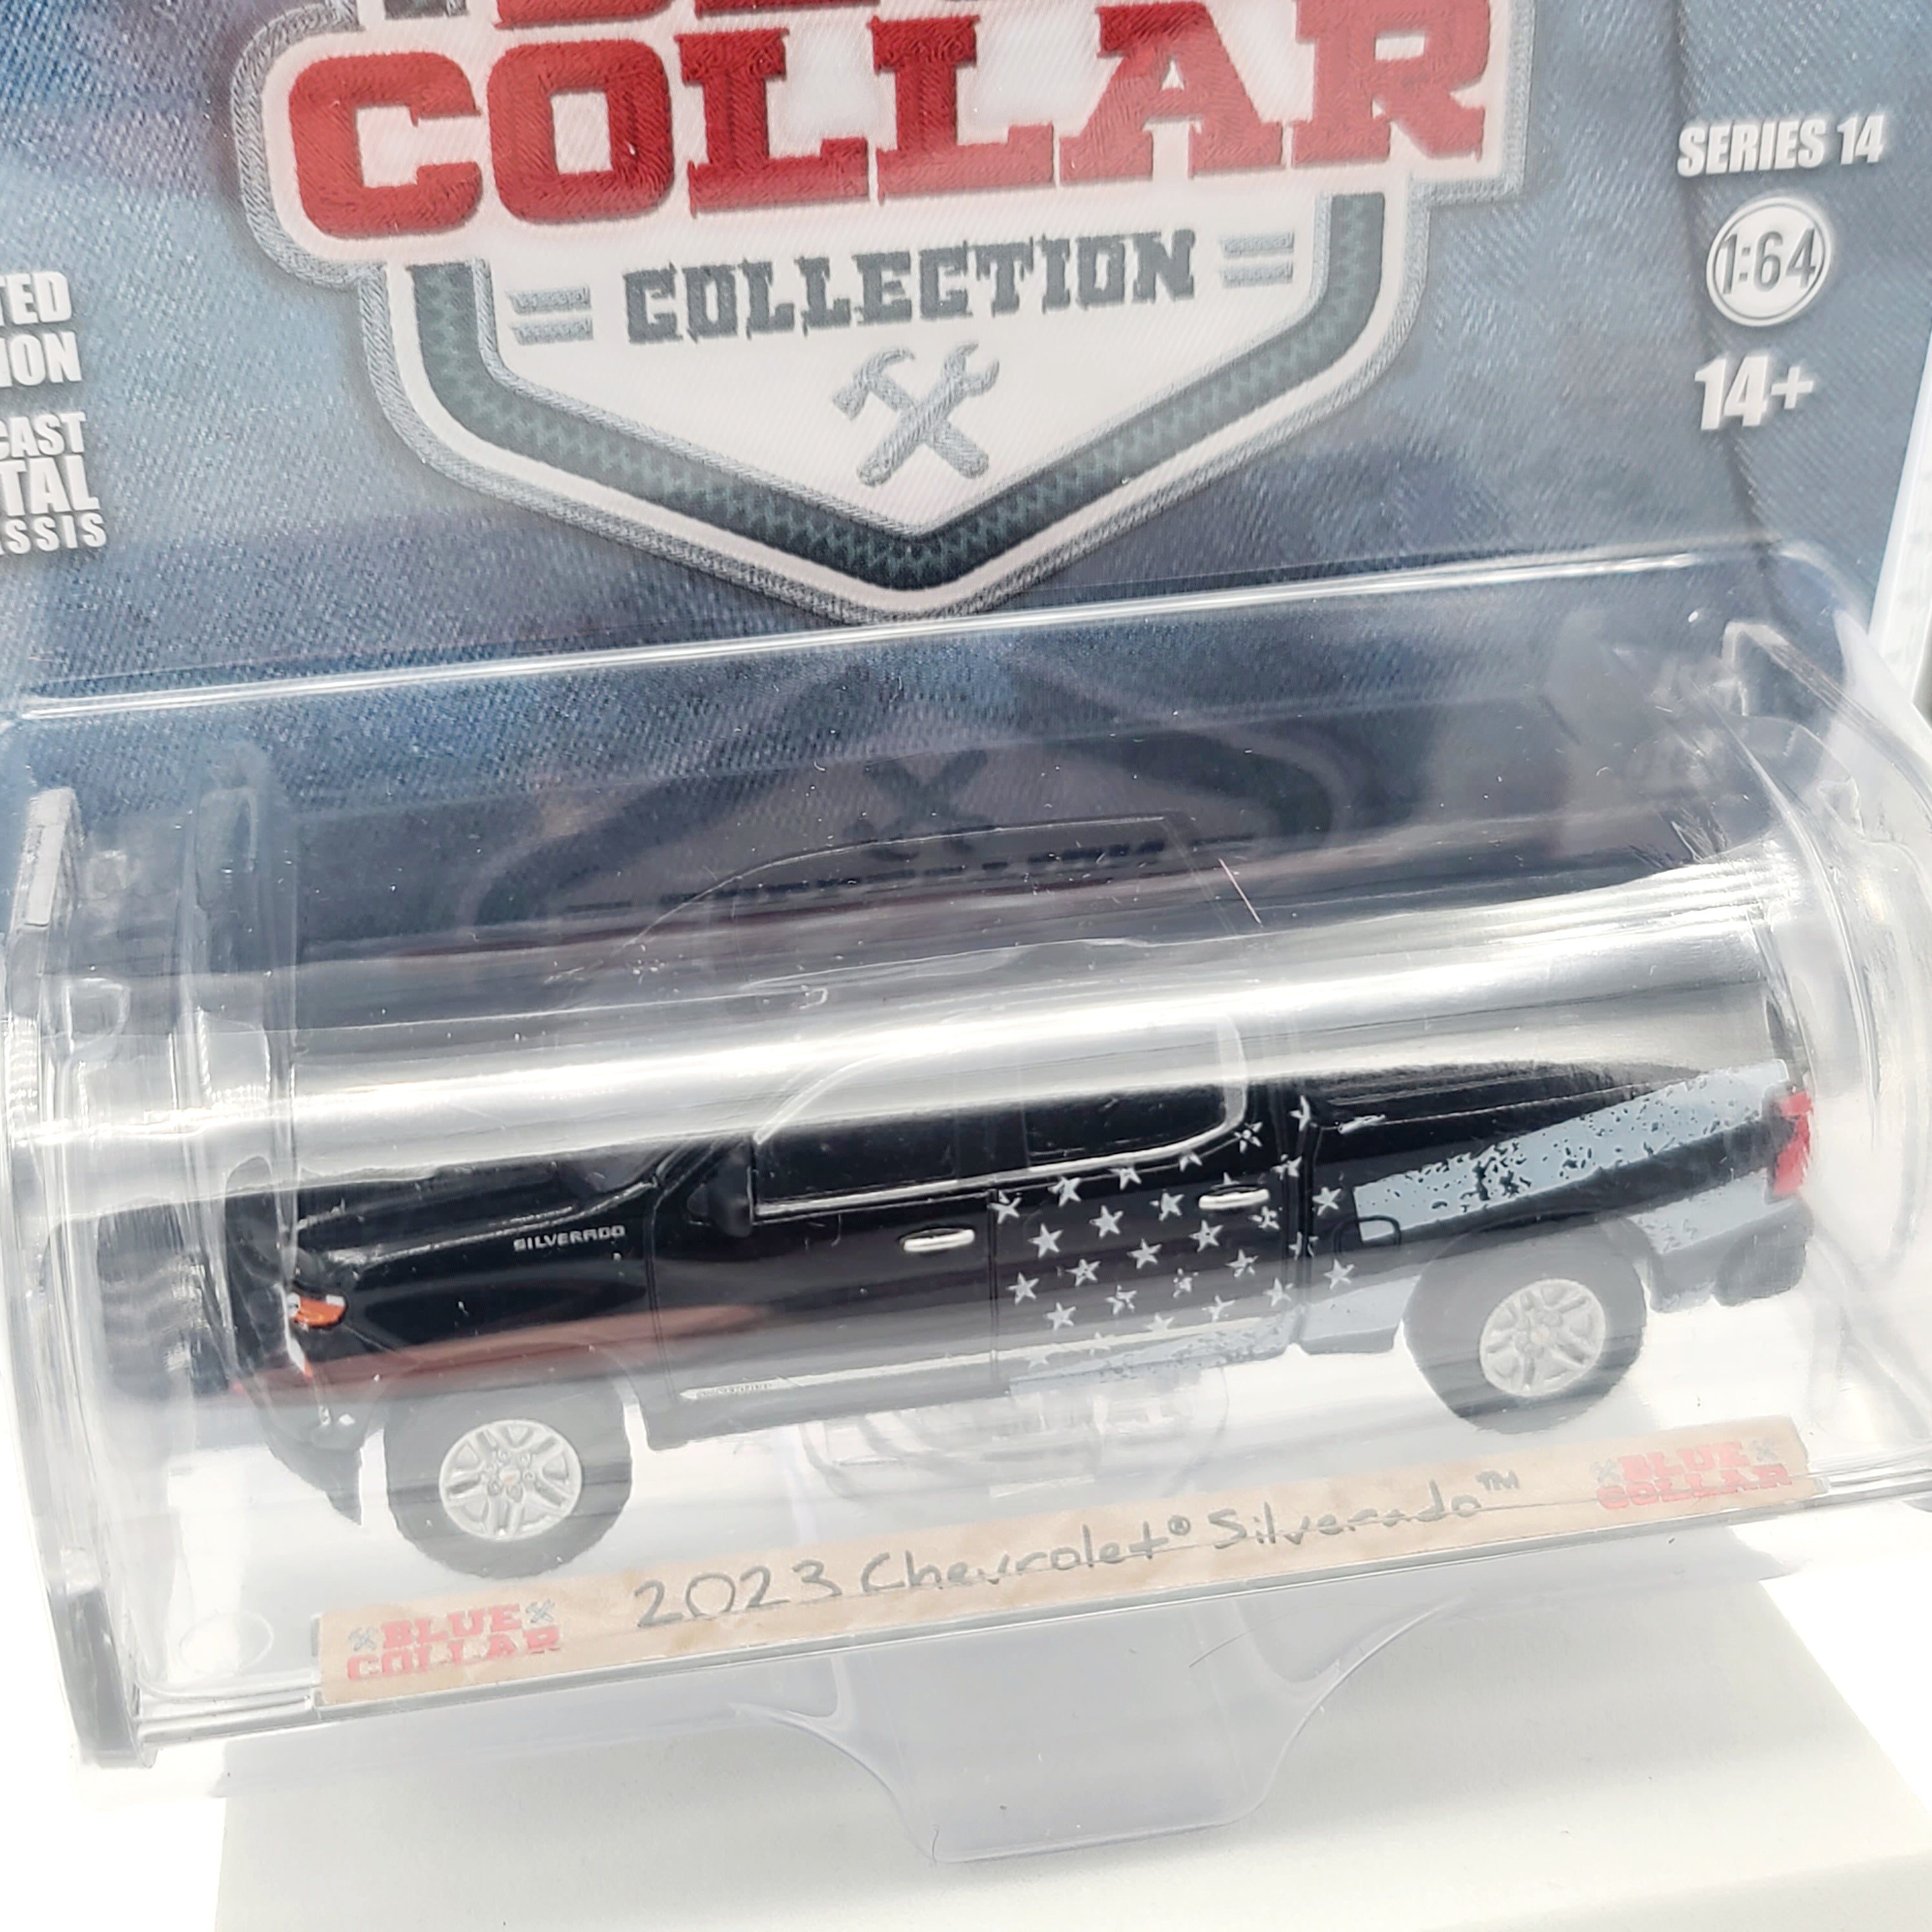 COLLAR
COLLECTION
SERIES 14
1:64
14+
TED
ION
CAST
TAL
SSIS
SILVERADO
2023 Chevrolet® Silverado™
BLUE
COLLAR
BLUE
COLLAR